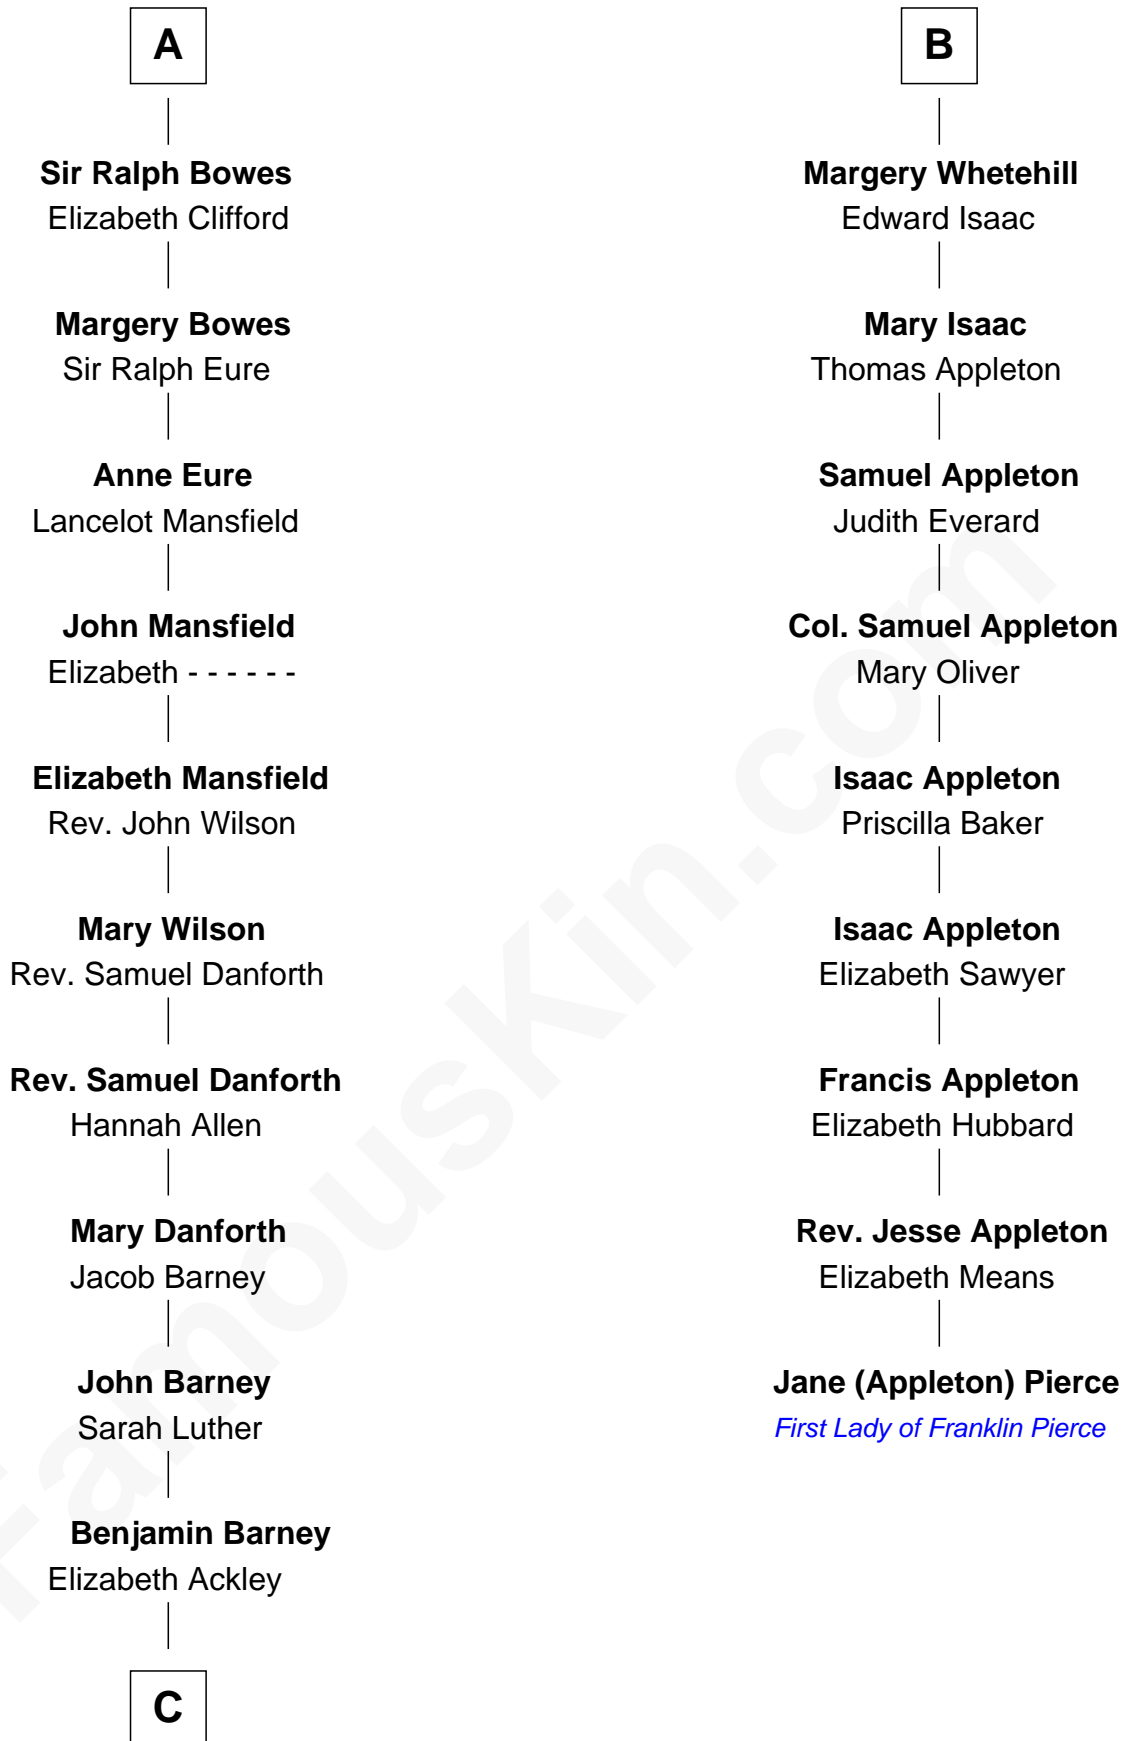 A
Sir Ralph Bowes
Elizabeth Clifford
Margery Bowes
Sir Ralph Eure
Anne Eure
Lancelot Mansfield
John Mansfield
Elizabeth - - - - - -
Elizabeth Mansfield
Rev. John Wilson
Mary Wilson
Rev. Samuel Danforth
Rev. Samuel Danforth
Hannah Allen
Mary Danforth
Jacob Barney
John Barney
Sarah Luther
Benjamin Barney
Elizabeth Ackley
C
B
Margery Whetehill
Edward Isaac
Mary Isaac
Thomas Appleton
Samuel Appleton
Judith Everard
Col. Samuel Appleton
Mary Oliver
Isaac Appleton
Priscilla Baker
Isaac Appleton
Elizabeth Sawyer
Francis Appleton
Elizabeth Hubbard
Rev. Jesse Appleton
Elizabeth Means
Jane (Appleton) Pierce
First Lady of Franklin Pierce
FamousKin.com